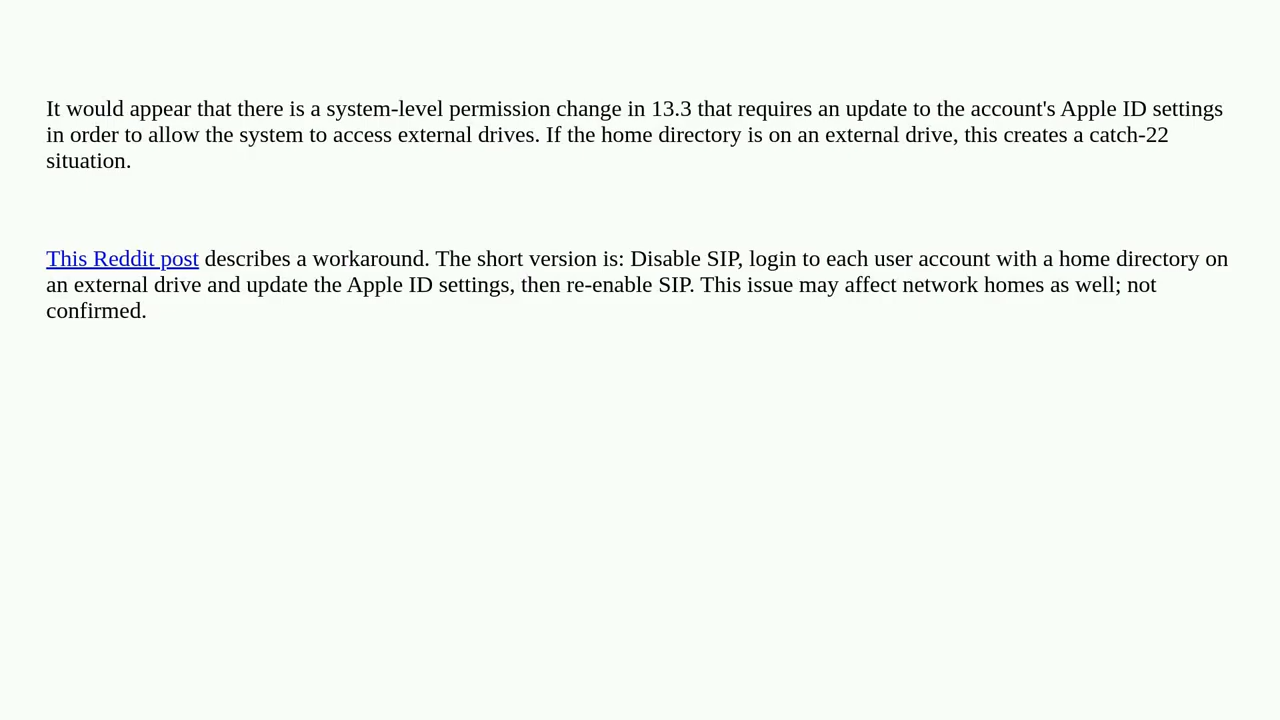 It would appear that there is a system-level permission change in 13.3 that requires an update to the account's Apple ID settings
in order to allow the system to access external drives. If the home directory is on an external drive, this creates a catch-22
situation.
This Reddit post describes a workaround. The short version is: Disable SIP, login to each user account with a home directory on
an external drive and update the Apple ID settings, then re-enable SIP. This issue may affect network homes as well; not
confirmed.